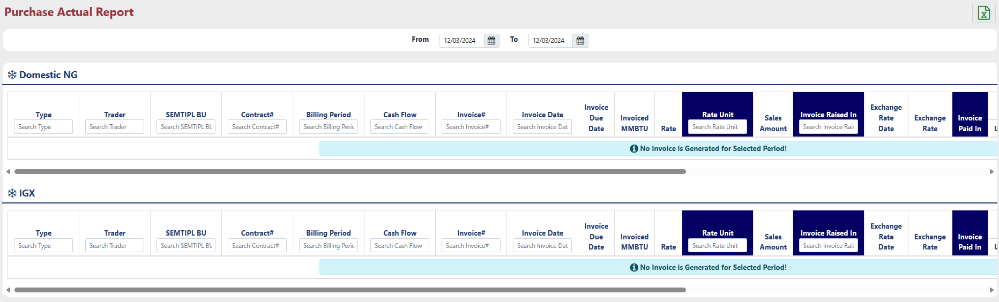 Purchase Actual Report
From 12/03/2024 To 12/03/2024
Domestic NG
Type Trader SEMTIPL BU Contract# Billing Period Cash Flow Invoice# Invoice Date Invoice Due Date Invoiced MMBTU Rate Rate Unit Sales Amount Invoice Raised In Exchange Rate Date Exchange Rate Invoice Paid In
Search Type Search Trader Search SEMTIPL BU Search Contract# Search Billing Peric Search Cash Flow Search Invoice# Search Invoice Dat Search Rate Unit Search Invoice Rais
No Invoice is Generated for Selected Period!
IGX
Type Trader SEMTIPL BU Contract# Billing Period Cash Flow Invoice# Invoice Date Invoice Due Date Invoiced MMBTU Rate Rate Unit Sales Amount Invoice Raised In Exchange Rate Date Exchange Rate Invoice Paid In
Search Type Search Trader Search SEMTIPL BU Search Contract# Search Billing Peric Search Cash Flow Search Invoice# Search Invoice Dat Search Rate Unit Search Invoice Rais
No Invoice is Generated for Selected Period!